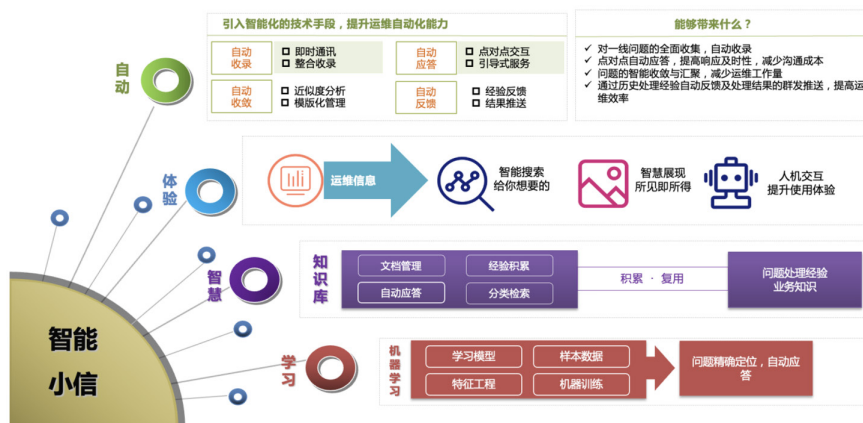 引入智能化的技术手段，提升运维自动化能力
自动
收录
即时通讯
整合收录
自动
应答
点对点交互
引导式服务
自动
收敛
近似度分析
模版化管理
自动
反馈
经验反馈
结果推送
能够带来什么？
对一线问题的全面收集，自动收录
点对点自动应答，提高响应及时性，减少沟通成本
问题的智能收敛与汇聚，减少运维工作量
通过历史处理经验自动反馈及处理结果的群发推送，提高运
维效率
自动
体验
运维信息
智能搜索
给你想要的
智慧展现
所见即所得
人机交互
提升使用体验
智慧
知识库
文档管理
经验积累
自动应答
分类检索
积累 · 复用
问题处理经验
业务知识
智能
小信
学习
机器学习
学习模型
样本数据
特征工程
机器训练
问题精确定位，自动应
答